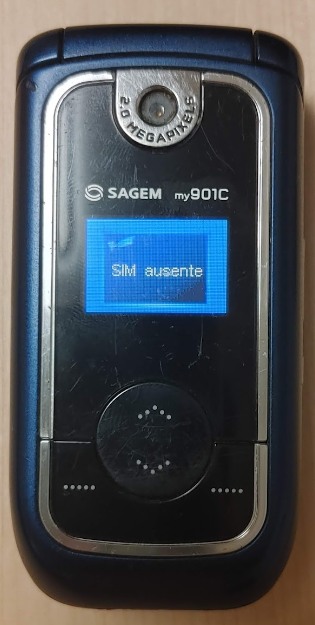 2.0 MEGAPIXELS
SAGEM my901C
SIM ausente